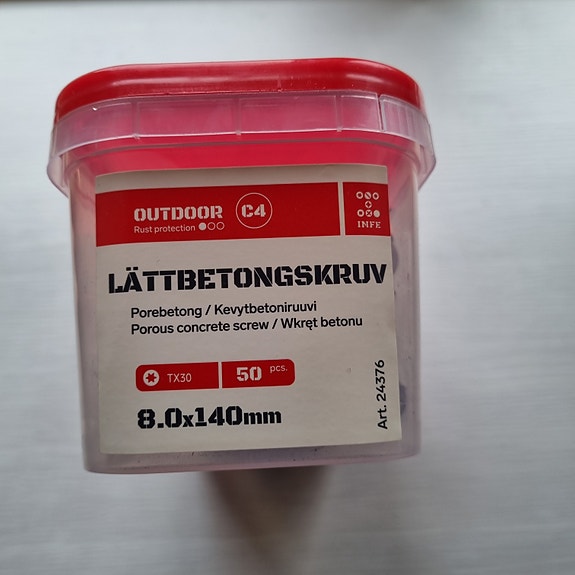 OUTDOOR C4
Rust protection
INFE
LÄTTBETONGSKRUV
Porebetong / Kevytbetoniruuvi
Porous concrete screw / Wkręt betonu
TX30 50 pcs.
8.0x140mm
Art. 24376